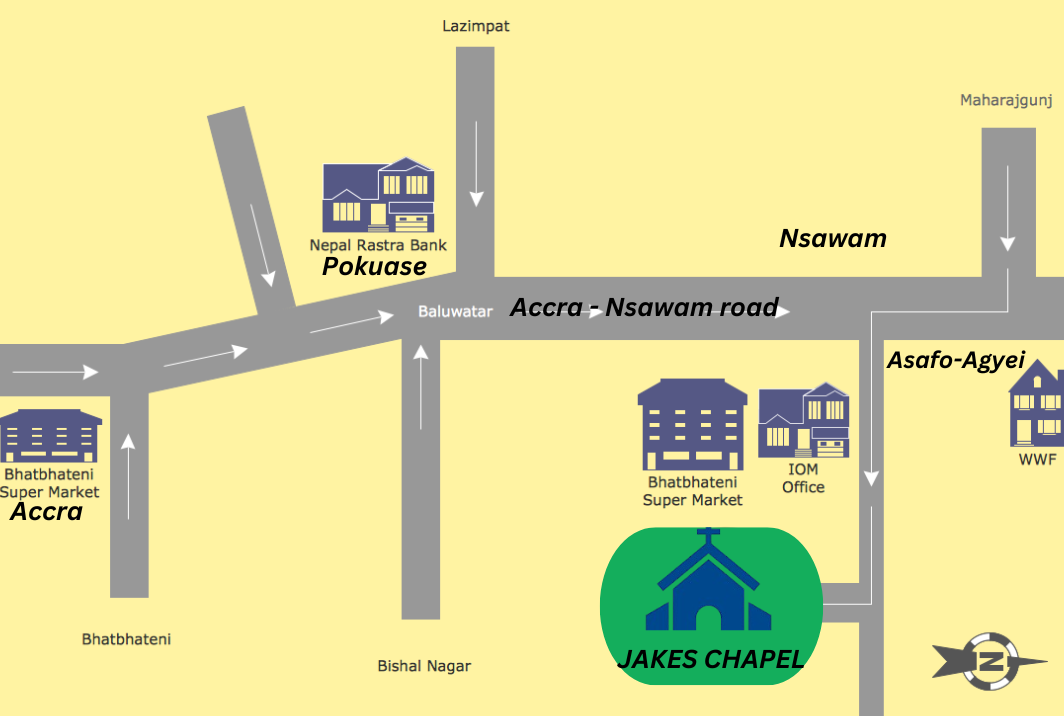 Lazimpat
Maharajgunj
Nepal Rastra Bank
Pokuase
Nsawam
Baluwatar
Accra - Nsawam road
Asafo-Agyei
WWF
Bhatbhateni
Super Market
Accra
IOM
Office
Bhatbhateni
Super Market
Bhatbhateni
Bishal Nagar
JAKES CHAPEL
N